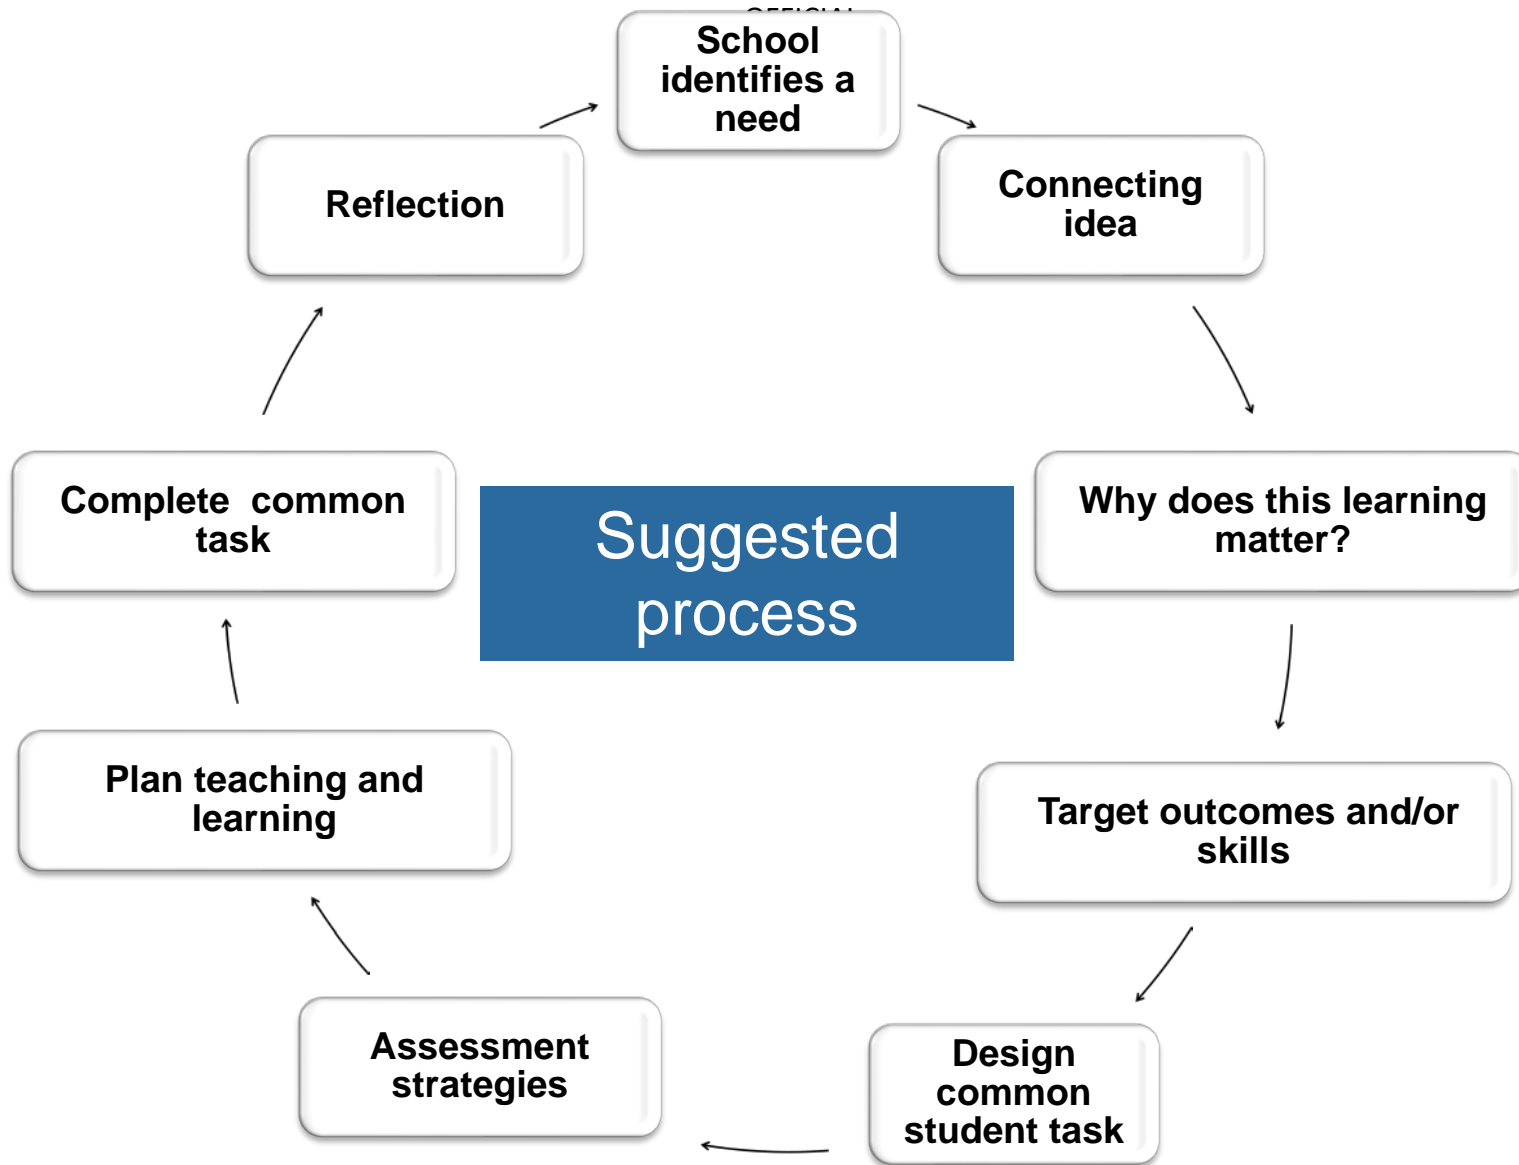 OFFICIAL
School
identifies a
need
Connecting
idea
Why does this learning
matter?
Target outcomes and/or
skills
Design
common
student task
Assessment
strategies
Plan teaching and
learning
Complete  common
task
Reflection
Suggested
process